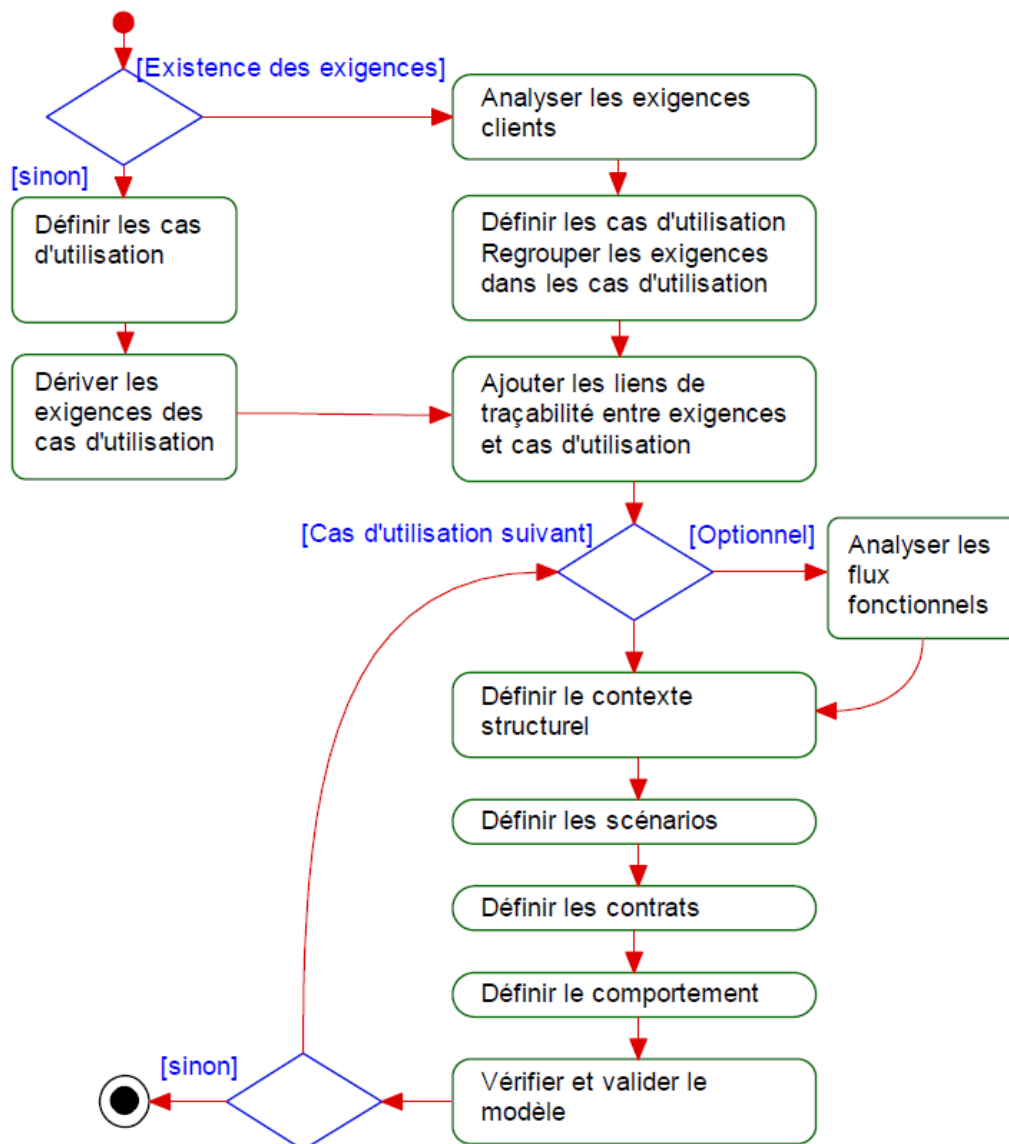 [Existence des exigences]
Analyser les exigences
clients
[sinon]
Définir les cas
d'utilisation
Définir les cas d'utilisation
Regrouper les exigences
dans les cas d'utilisation
Dériver les
exigences des
cas d'utilisation
Ajouter les liens de
traçabilité entre exigences
et cas d'utilisation
[Cas d'utilisation suivant]
[Optionnel]
Analyser les
flux
fonctionnels
Définir le contexte
structurel
Définir les scénarios
Définir les contrats
Définir le comportement
[sinon]
Vérifier et valider le
modèle